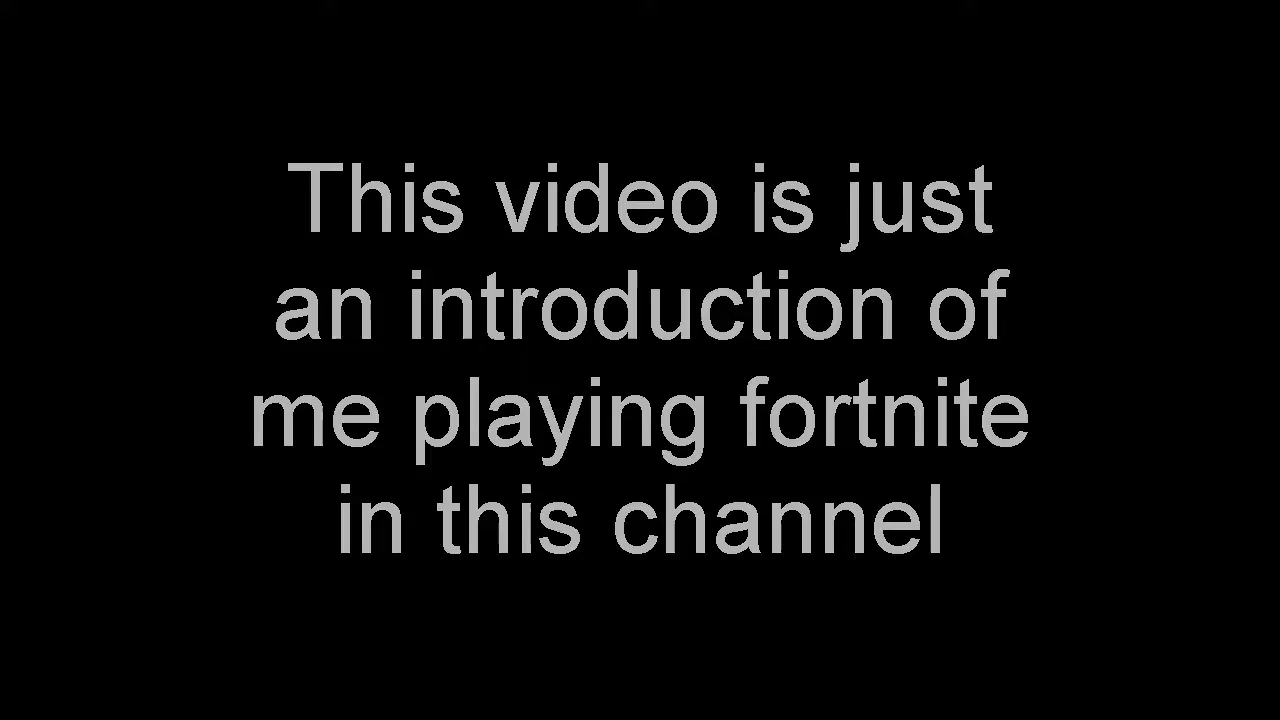 This video is just
an introduction of
me playing fortnite
in this channel